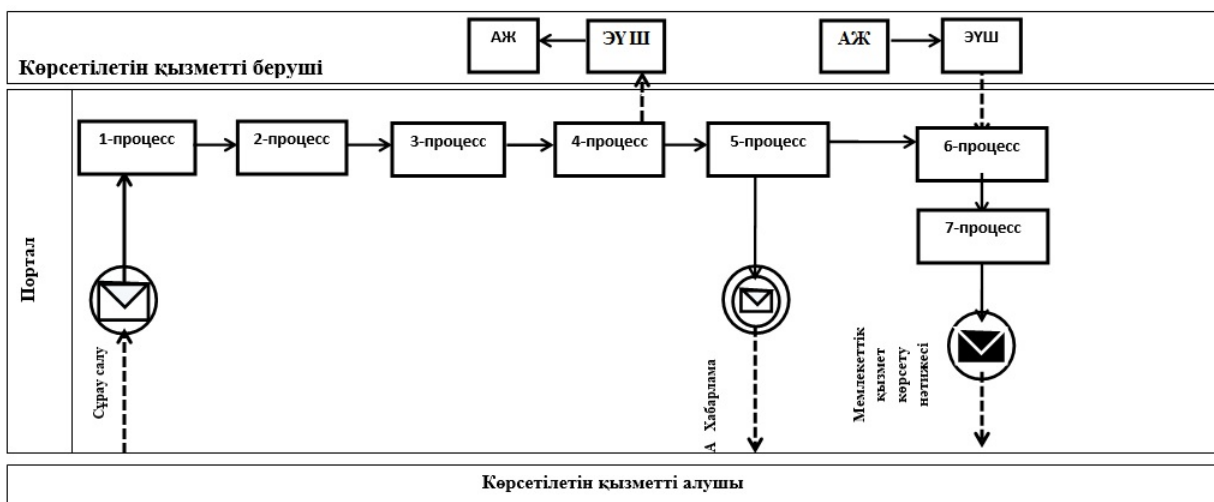 АЖ
ЭҮШ
АЖ
ЭҮШ
Көрсетілетін қызметті беруші
1-процесс
2-процесс
3-процесс
4-процесс
5-процесс
6-процесс
7-процесс
Портал
Сұрау салу
А Хабарлама
Мемлекеттік
қызмет
көрсету
нәтижесі
Көрсетілетін қызметті алушы